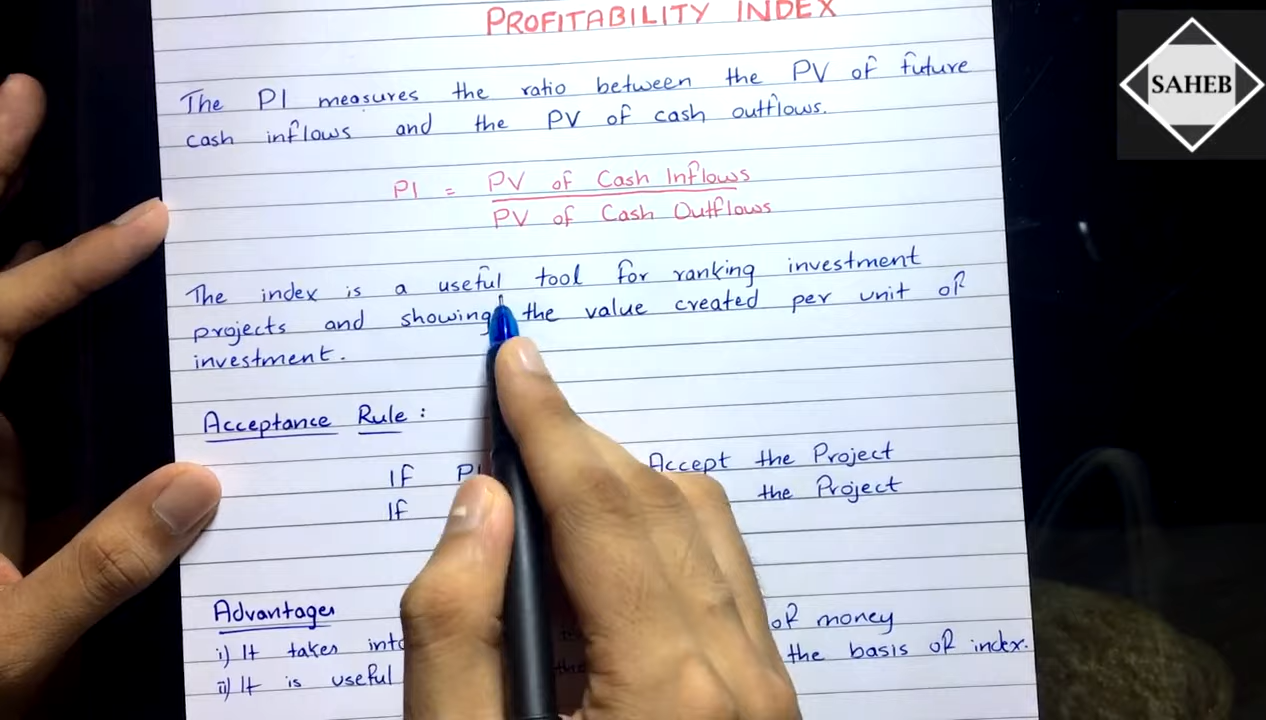 PROFITABILITY INDEX
SAHEB
The PI measures the ratio between the PV of future
cash inflows and the PV of cash outflows.
PI = PV of Cash Inflows
PV of Cash Outflows
The index is a useful tool for ranking investment
projects and showing the value created per unit of
investment.
Acceptance Rule :
If PI Accept the Project
If the Project
Advantages
i) It takes into of money
ii) It is useful the basis of index.